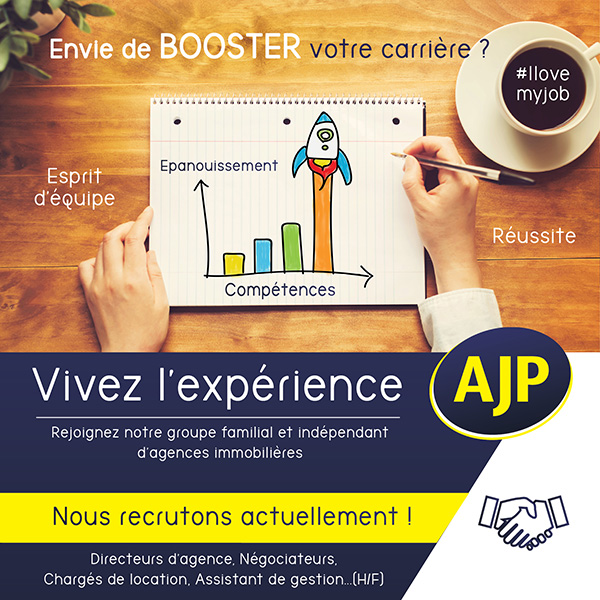 Envie de BOOSTER votre carrière ?
#Ilove
myjob
Epanouissement
Esprit
d'équipe
Réussite
Compétences
Vivez l'expérience
AJP
Rejoignez notre groupe familial et indépendant
d'agences immobilières
Nous recrutons actuellement !
Directeurs d'agence, Négociateurs,
Chargés de location, Assistant de gestion...(H/F)